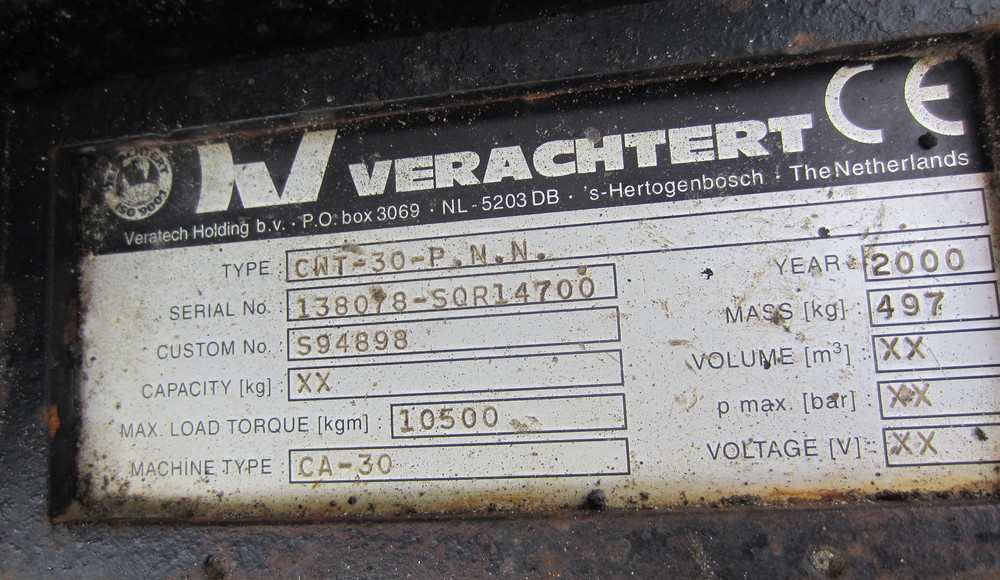 VERACHTERT CE
Veratech Holding b.v. · P.O. box 3069 · NL-5203 DB · 's-Hertogenbosch · The Netherlands
TYPE : CWT-30-P.N.N.
YEAR : 2000
SERIAL No. : 138078-SQR14700
MASS [kg] : 497
CUSTOM No. : S94898
VOLUME [m³] : XX
CAPACITY [kg] : XX
p max. [bar] : XX
MAX. LOAD TORQUE [kgm] : 10500
VOLTAGE [V] : XX
MACHINE TYPE : CA-30